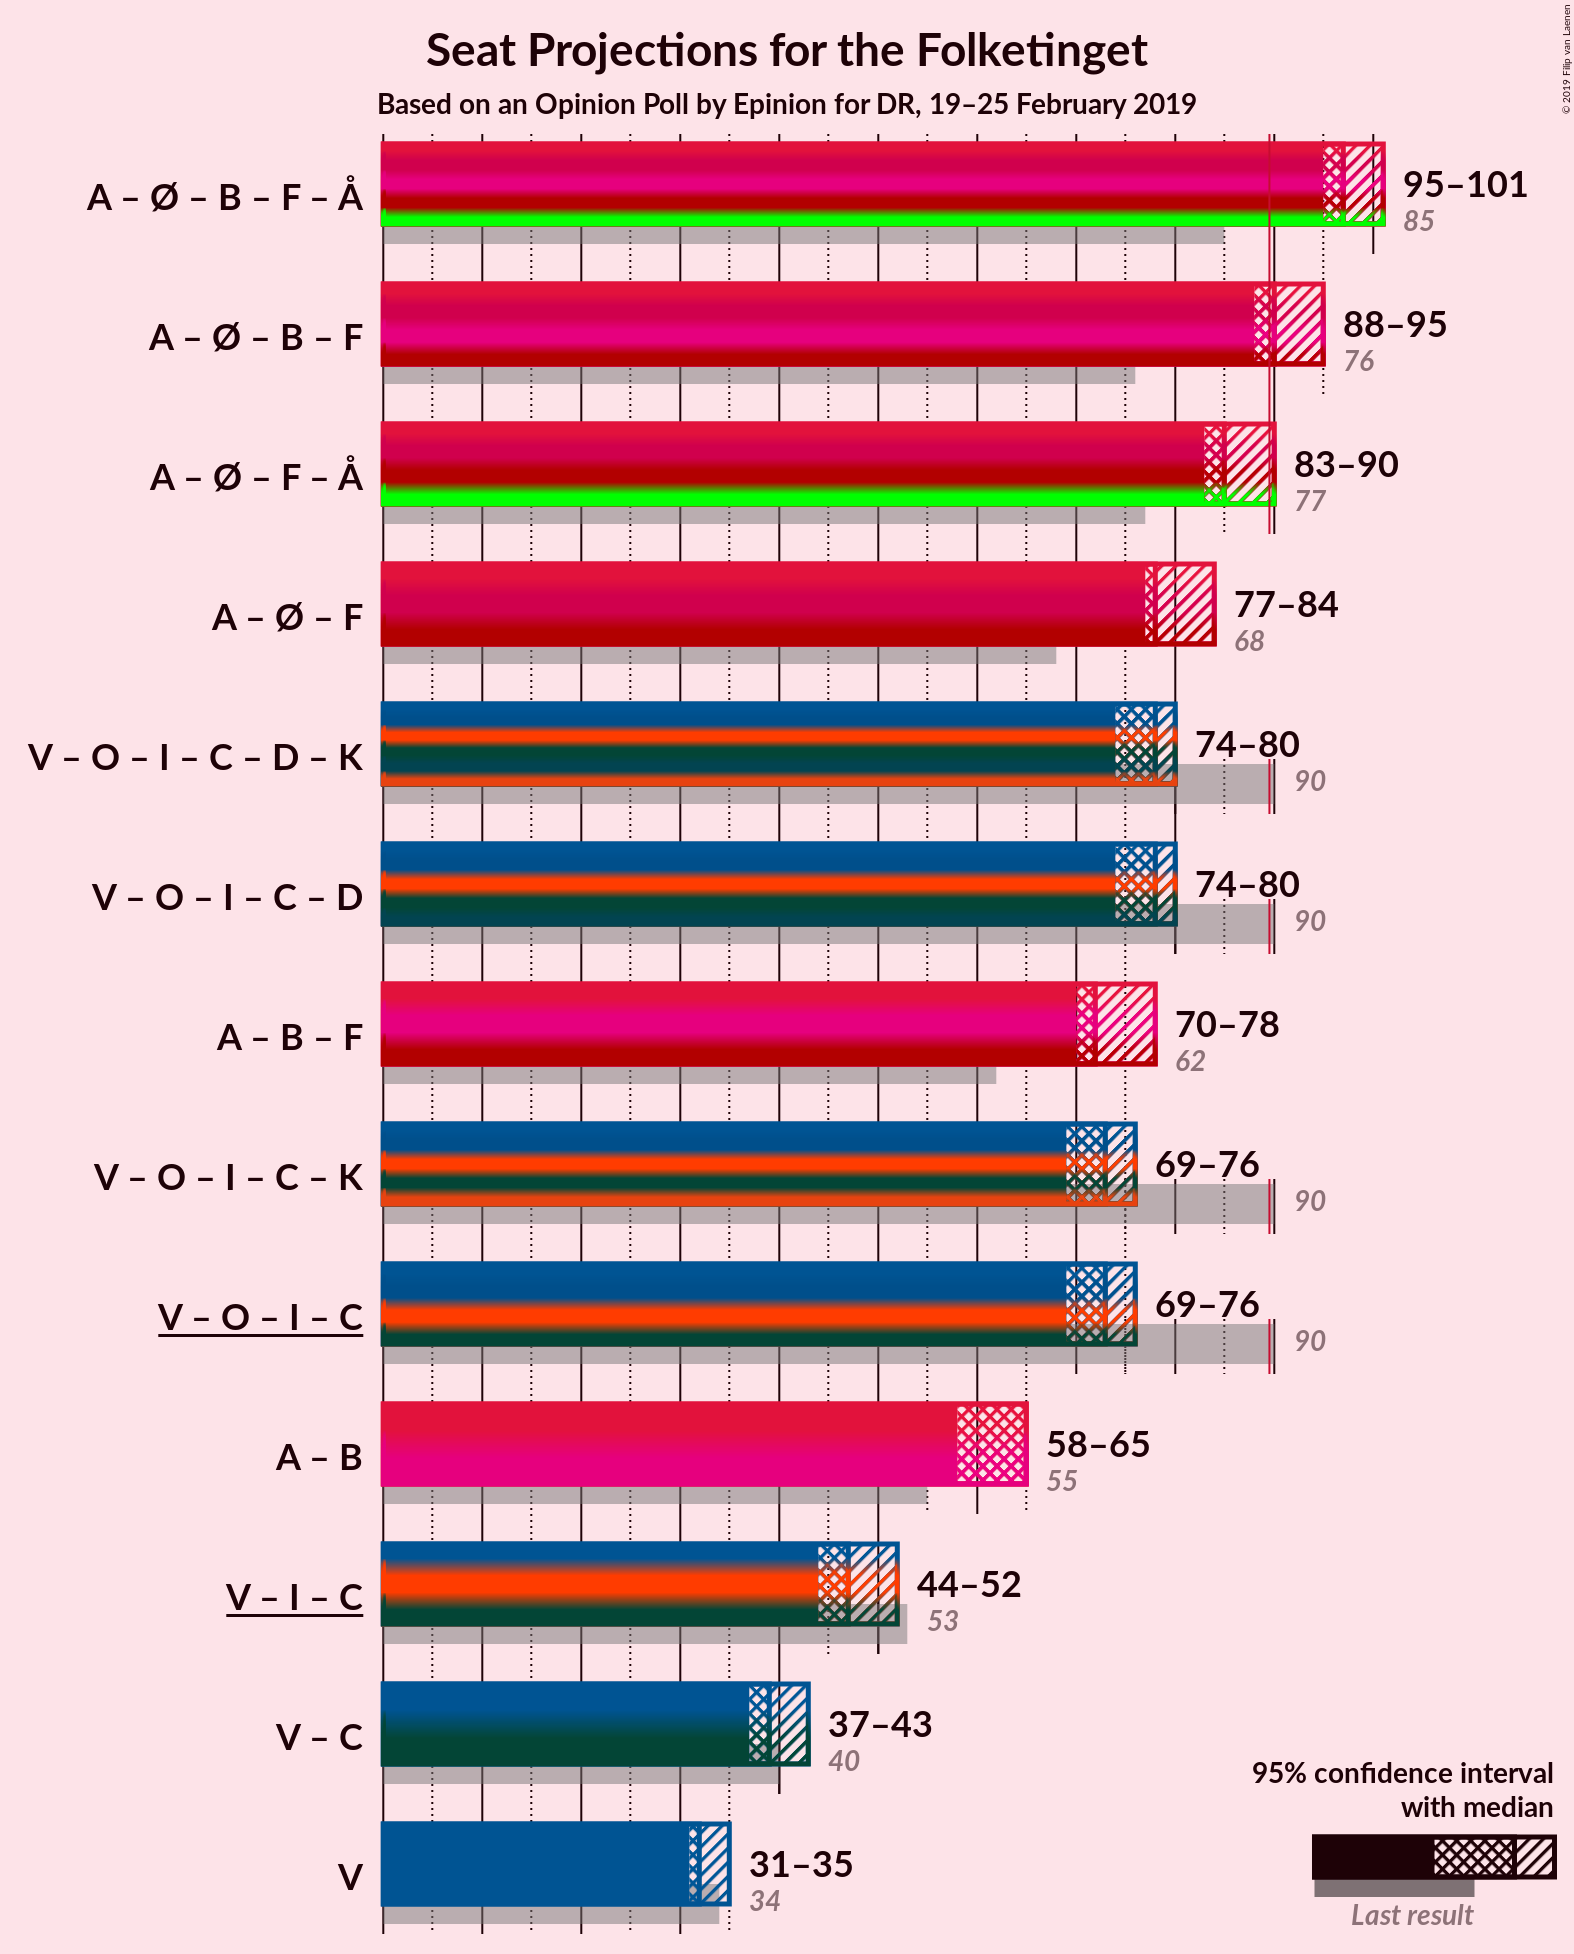 Seat Projections for the Folketinget
Based on an Opinion Poll by Epinion for DR, 19–25 February 2019
© 2019 Filip van Laenen
A – Ø – B – F – Å
95–101
85
A – Ø – B – F
88–95
76
A – Ø – F – Å
83–90
77
A – Ø – F
77–84
68
V – O – I – C – D – K
74–80
90
V – O – I – C – D
74–80
90
A – B – F
70–78
62
V – O – I – C – K
69–76
90
V – O – I – C
69–76
90
A – B
58–65
55
V – I – C
44–52
53
V – C
37–43
40
V
31–35
34
95% confidence interval
with median
Last result